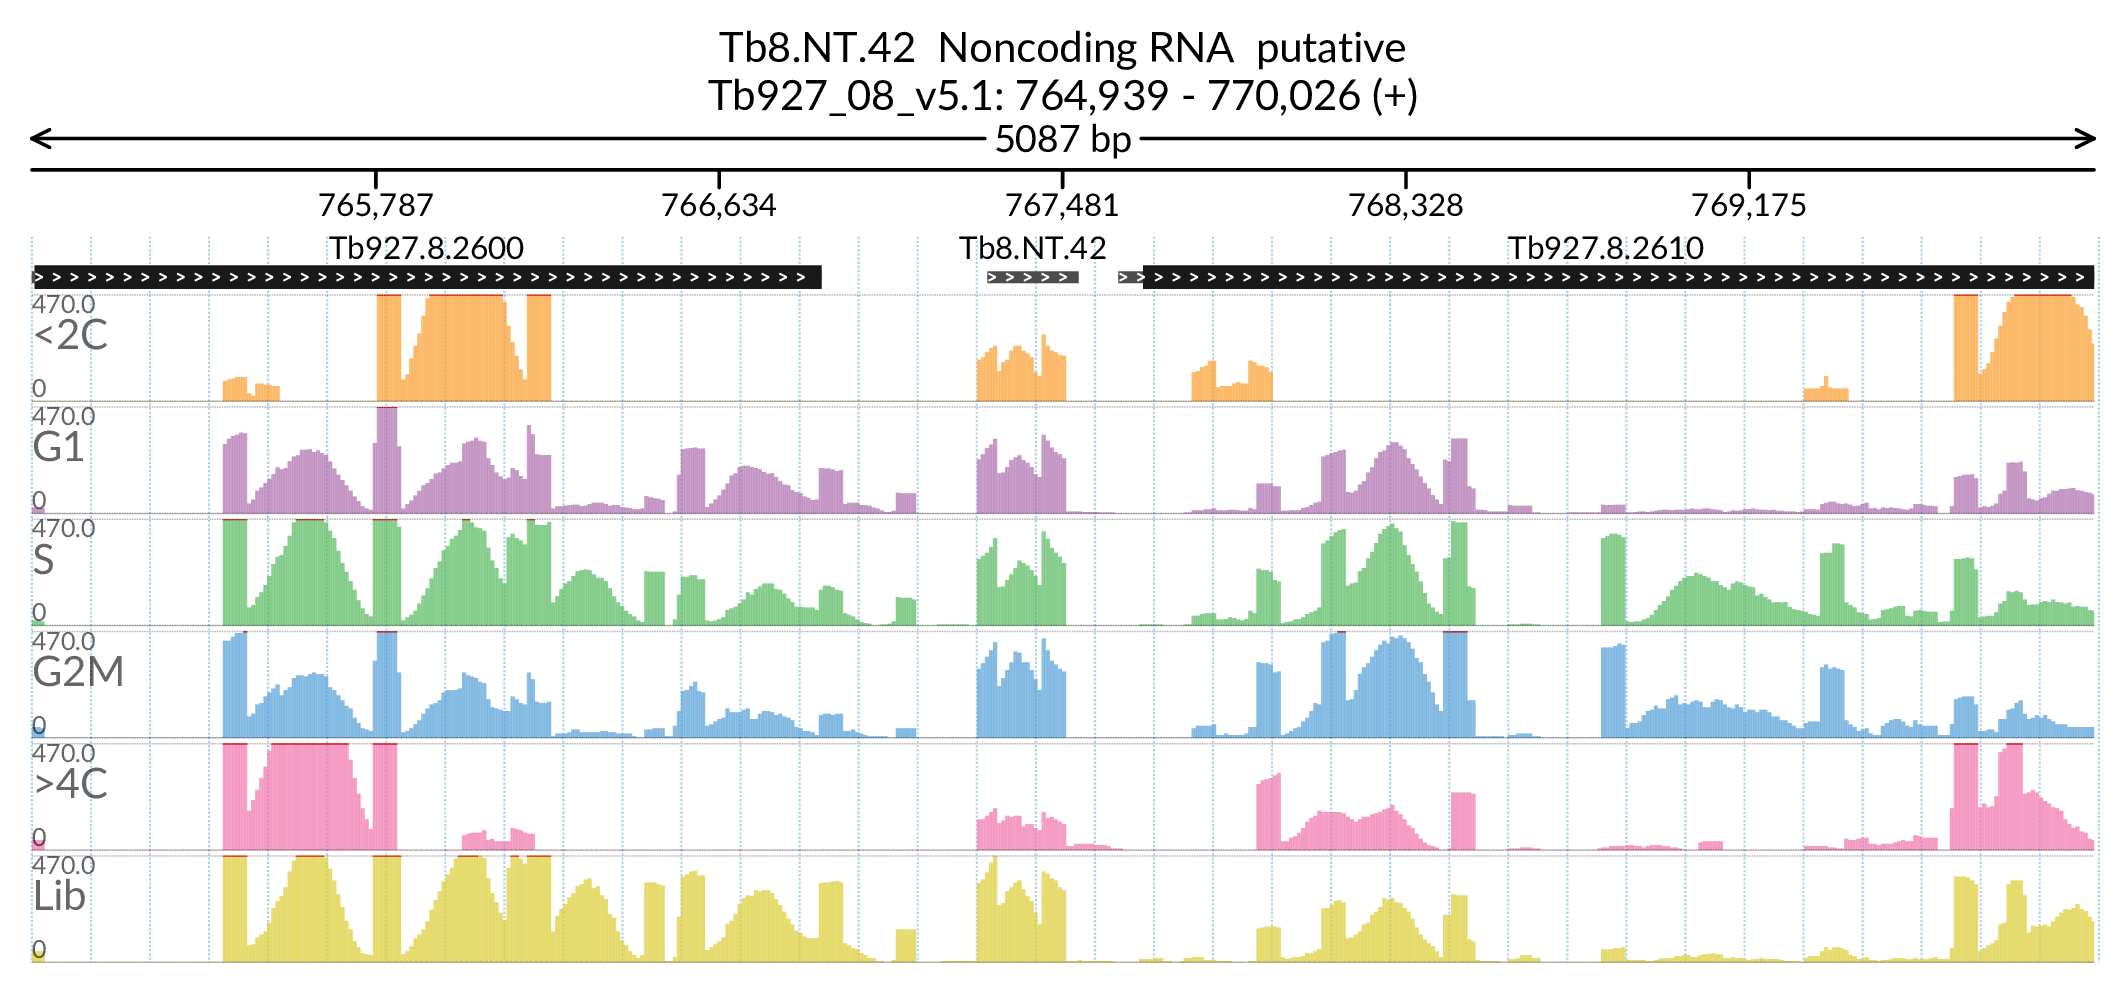 Tb8.NT.42 Noncoding RNA putative
Tb927_08_v5.1: 764,939 - 770,026 (+)
5087 bp
765,787 766,634 767,481 768,328 769,175
Tb927.8.2600 Tb8.NT.42 Tb927.8.2610
470.0
<2C
0
470.0
G1
0
470.0
S
0
470.0
G2M
0
470.0
>4C
0
470.0
Lib
0